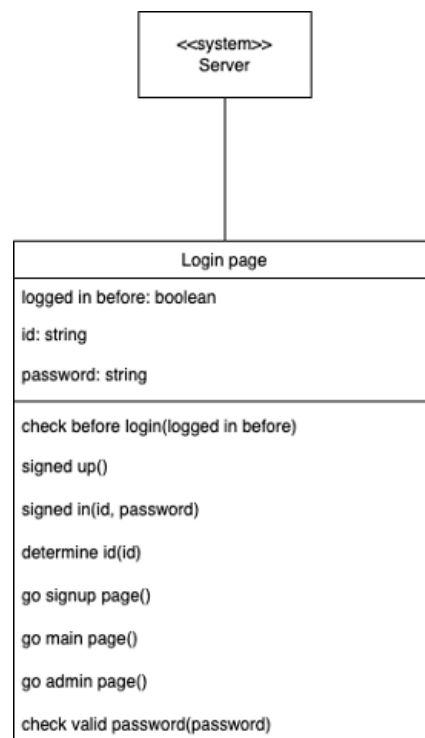 <<system>>
Server
Login page
logged in before: boolean
id: string
password: string
check before login(logged in before)
signed up()
signed in(id, password)
determine id(id)
go signup page()
go main page()
go admin page()
check valid password(password)